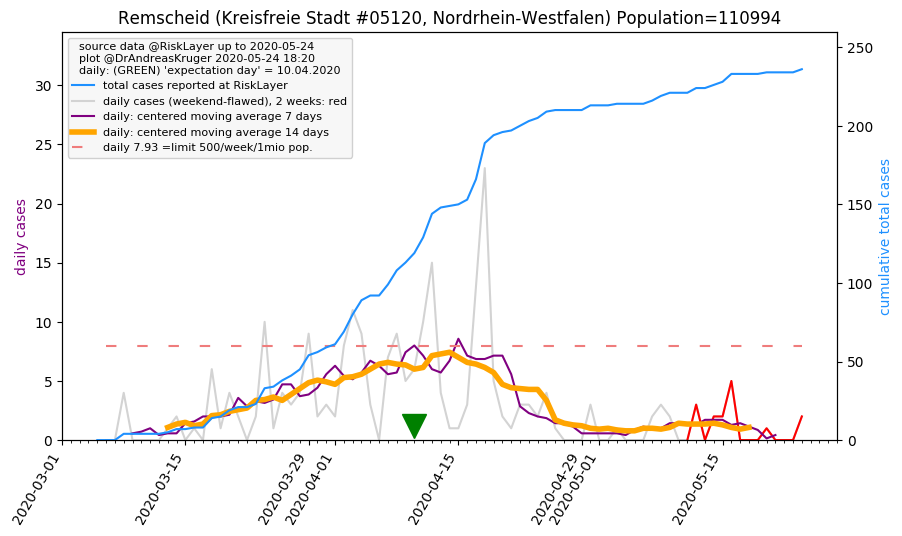 Remscheid (Kreisfreie Stadt #05120, Nordrhein-Westfalen) Population=110994
source data @RiskLayer up to 2020-05-24
plot @DrAndreasKruger 2020-05-24 18:20
daily: (GREEN) 'expectation day' = 10.04.2020
total cases reported at RiskLayer
daily cases (weekend-flawed), 2 weeks: red
daily: centered moving average 7 days
daily: centered moving average 14 days
daily 7.93 =limit 500/week/1mio pop.
daily cases
30
25
20
15
10
5
0
cumulative total cases
250
200
150
100
50
0
2020-03-01
2020-03-15
2020-03-29
2020-04-01
2020-04-15
2020-04-29
2020-05-01
2020-05-15